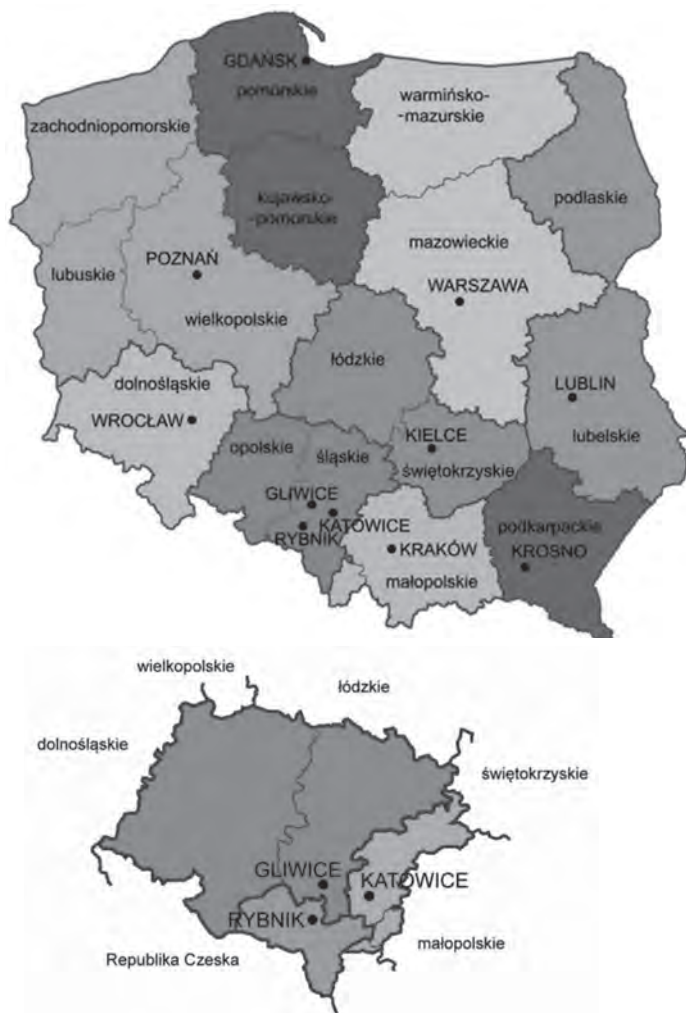 GDAŃSK
pomorskie
warmińsko-
-mazurskie
zachodniopomorskie
podlaskie
kujawsko-
-pomorskie
mazowieckie
POZNAŃ
lubuskie
WARSZAWA
wielkopolskie
łódzkie
dolnośląskie
LUBLIN
WROCŁAW
KIELCE
lubelskie
opolskie
śląskie
świętokrzyskie
GLIWICE
KATOWICE
podkarpackie
RYBNIK
KRAKÓW
KROSNO
małopolskie
wielkopolskie
łódzkie
dolnośląskie
świętokrzyskie
GLIWICE
KATOWICE
RYBNIK
małopolskie
Republika Czeska